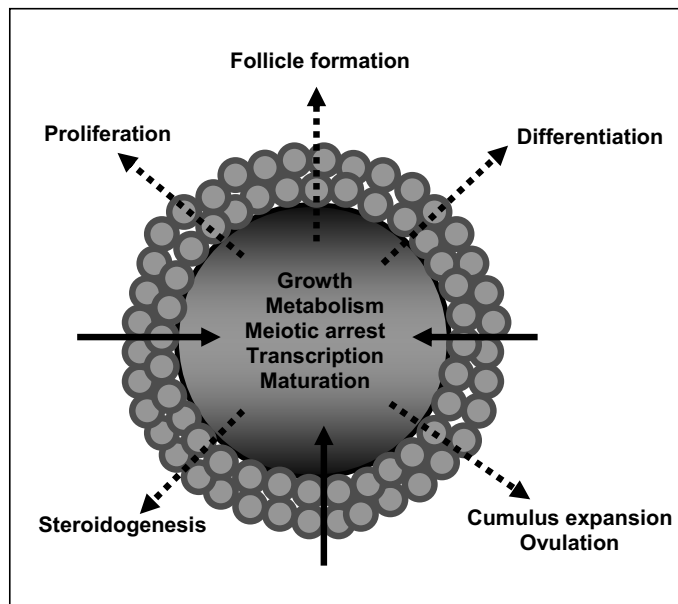 Follicle formation
Proliferation
Differentiation
Growth
Metabolism
Meiotic arrest
Transcription
Maturation
Steroidogenesis
Cumulus expansion
Ovulation